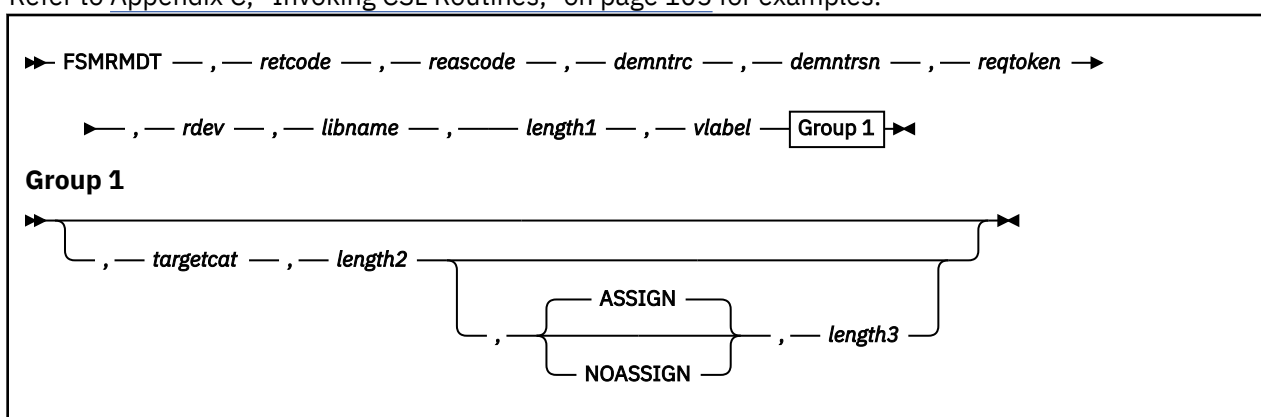 Refer to Appendix C, “Invoking CSL Routines,” on page 105 for examples.
FSMRMDT , retcode , reascode , demntrc , demntrsn , reqtoken
, rdev , libname , length1 , vlabel Group 1
Group 1
, targetcat , length2
ASSIGN
, , length3
NOASSIGN